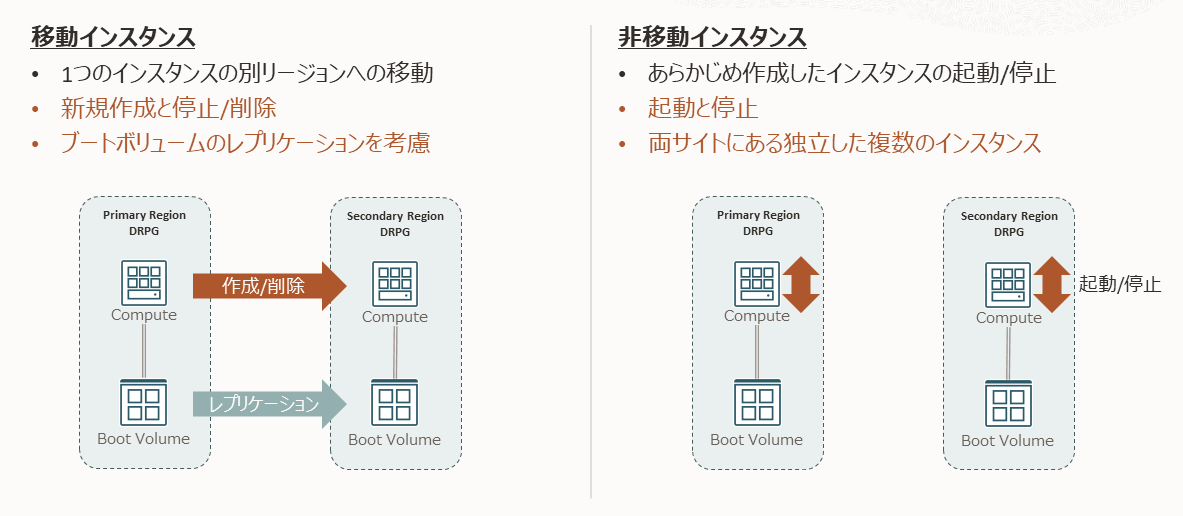 移動インスタンス
• 1つのインスタンスの別リージョンへの移動
• 新規作成と停止/削除
• ブートボリュームのレプリケーションを考慮
Primary Region
DRPG
Secondary Region
DRPG
作成/削除
Compute
Compute
レプリケーション
Boot Volume
Boot Volume
非移動インスタンス
• あらかじめ作成したインスタンスの起動/停止
• 起動と停止
• 両サイトにある独立した複数のインスタンス
Primary Region
DRPG
Secondary Region
DRPG
起動/停止
Compute
Compute
Boot Volume
Boot Volume